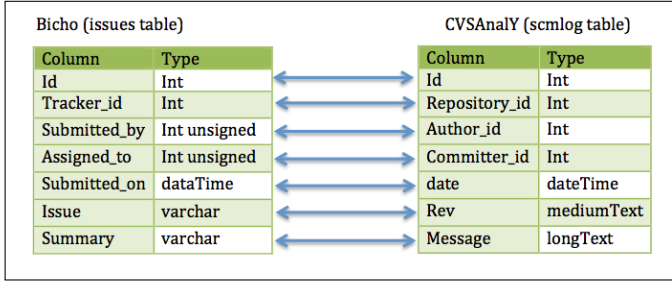 Bicho (issues table) CVSAnalY (scmlog table)
Column Type Column Type
Id Int Id Int
Tracker_id Int Repository_id Int
Submitted_by Int unsigned Author_id Int
Assigned_to Int unsigned Committer_id Int
Submitted_on dataTime date dateTime
Issue varchar Rev mediumText
Summary varchar Message longText